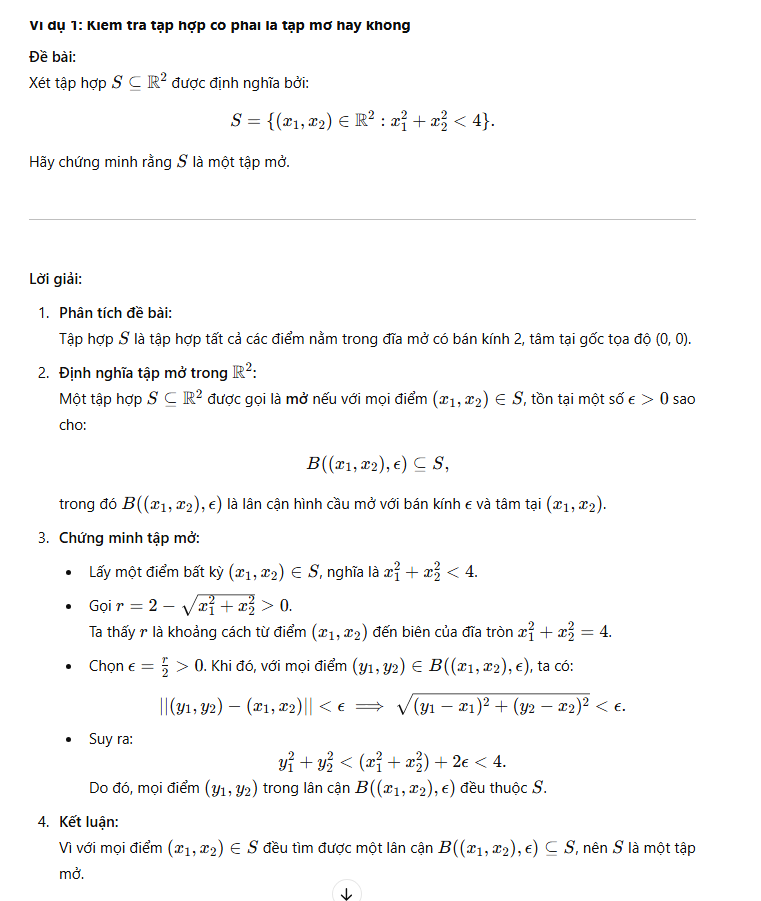 Ví dụ 1: Kiểm tra tập hợp có phải là tập mở hay không
Đề bài:
Xét tập hợp S ⊆ ℝ² được định nghĩa bởi:
S = {(x₁, x₂) ∈ ℝ² : x₁² + x₂² < 4}.
Hãy chứng minh rằng S là một tập mở.
Lời giải:
1. Phân tích đề bài:
Tập hợp S là tập hợp tất cả các điểm nằm trong đĩa mở có bán kính 2, tâm tại gốc tọa độ (0, 0).
2. Định nghĩa tập mở trong ℝ²:
Một tập hợp S ⊆ ℝ² được gọi là mở nếu với mọi điểm (x₁, x₂) ∈ S, tồn tại một số ϵ > 0 sao
cho:
B((x₁, x₂), ϵ) ⊆ S,
trong đó B((x₁, x₂), ϵ) là lân cận hình cầu mở với bán kính ϵ và tâm tại (x₁, x₂).
3. Chứng minh tập mở:
• Lấy một điểm bất kỳ (x₁, x₂) ∈ S, nghĩa là x₁² + x₂² < 4.
• Gọi r = 2 − √(x₁² + x₂²) > 0.
Ta thấy r là khoảng cách từ điểm (x₁, x₂) đến biên của đĩa tròn x₁² + x₂² = 4.
• Chọn ϵ = r/2 > 0. Khi đó, với mọi điểm (y₁, y₂) ∈ B((x₁, x₂), ϵ), ta có:
||(y₁, y₂) − (x₁, x₂)|| < ϵ ⟹ √((y₁ − x₁)² + (y₂ − x₂)²) < ϵ.
• Suy ra:
y₁² + y₂² < (x₁² + x₂²) + 2ϵ < 4.
Do đó, mọi điểm (y₁, y₂) trong lân cận B((x₁, x₂), ϵ) đều thuộc S.
4. Kết luận:
Vì với mọi điểm (x₁, x₂) ∈ S đều tìm được một lân cận B((x₁, x₂), ϵ) ⊆ S, nên S là một tập
mở.